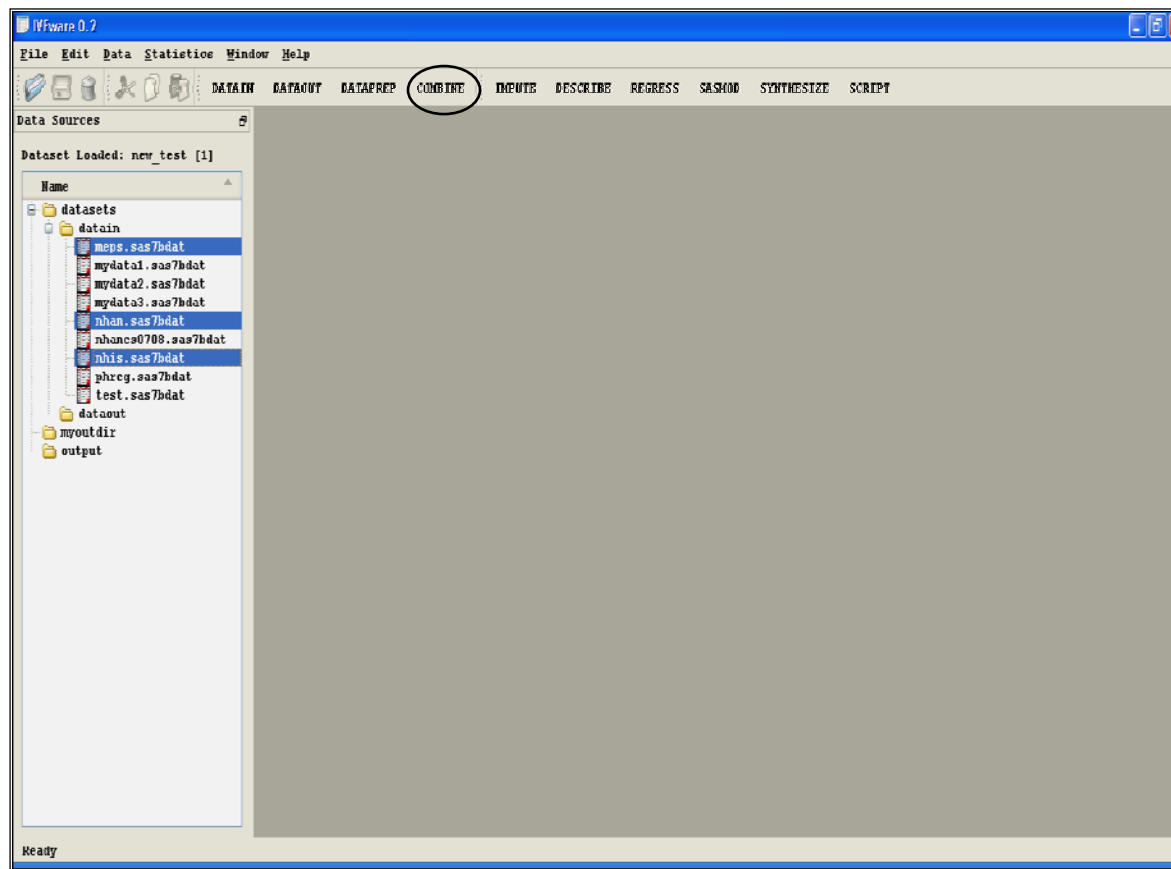 IVEware 0.2
File Edit Data Statistics Window Help
DATAIN DATAOUT DATAPREP COMBINE IMPUTE DESCRIBE REGRESS SASMOD SYNTHESIZE SCRIPT
Data Sources
Dataset Loaded: new_test [1]
Name
datasets
datain
meps.sas7bdat
mydata1.sas7bdat
mydata2.sas7bdat
mydata3.sas7bdat
nhan.sas7bdat
nhanes0708.sas7bdat
nhis.sas7bdat
phreg.sas7bdat
test.sas7bdat
dataout
myoutdir
output
Ready